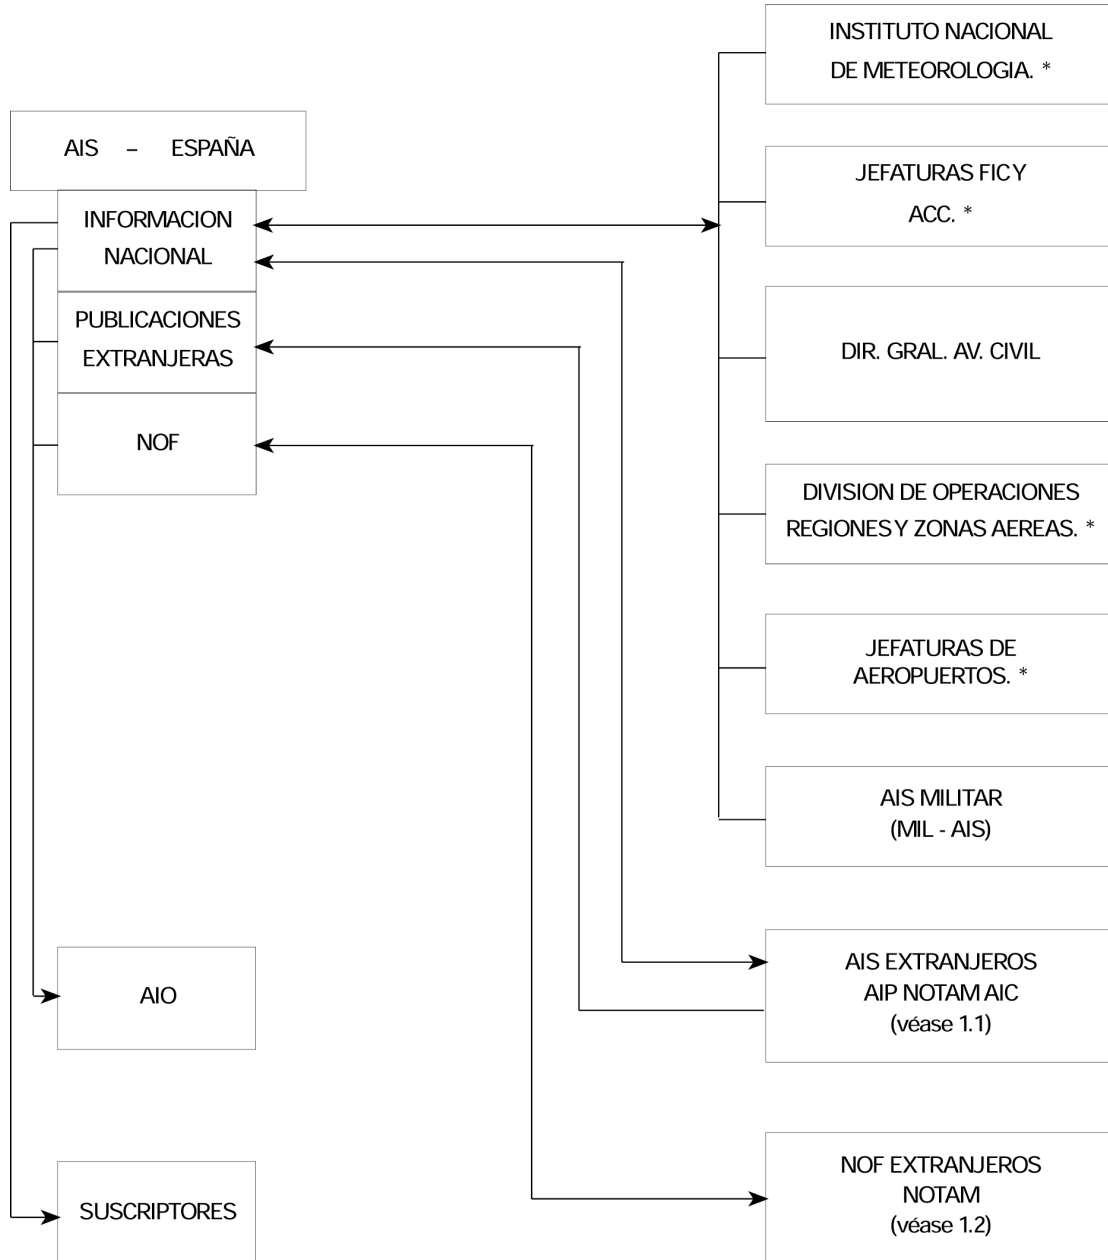 AIS – ESPAÑA
INFORMACION
NACIONAL
PUBLICACIONES
EXTRANJERAS
NOF
AIO
SUSCRIPTORES
INSTITUTO NACIONAL
DE METEOROLOGIA. *
JEFATURAS FIC Y
ACC. *
DIR. GRAL. AV. CIVIL
DIVISION DE OPERACIONES
REGIONES Y ZONAS AEREAS. *
JEFATURAS DE
AEROPUERTOS. *
AIS MILITAR
(MIL - AIS)
AIS EXTRANJEROS
AIP NOTAM AIC
(véase 1.1)
NOF EXTRANJEROS
NOTAM
(véase 1.2)